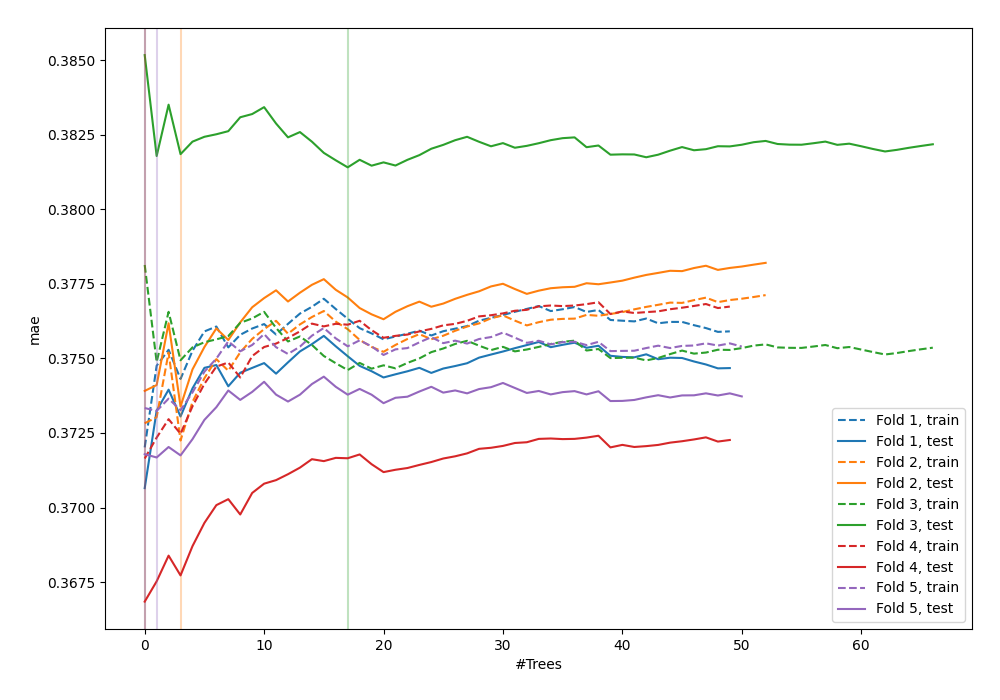 0.3850
0.3825
0.3800
0.3775
0.3750
0.3725
0.3700
0.3675
mae
0 10 20 30 40 50 60
#Trees
Fold 1, train
Fold 1, test
Fold 2, train
Fold 2, test
Fold 3, train
Fold 3, test
Fold 4, train
Fold 4, test
Fold 5, train
Fold 5, test